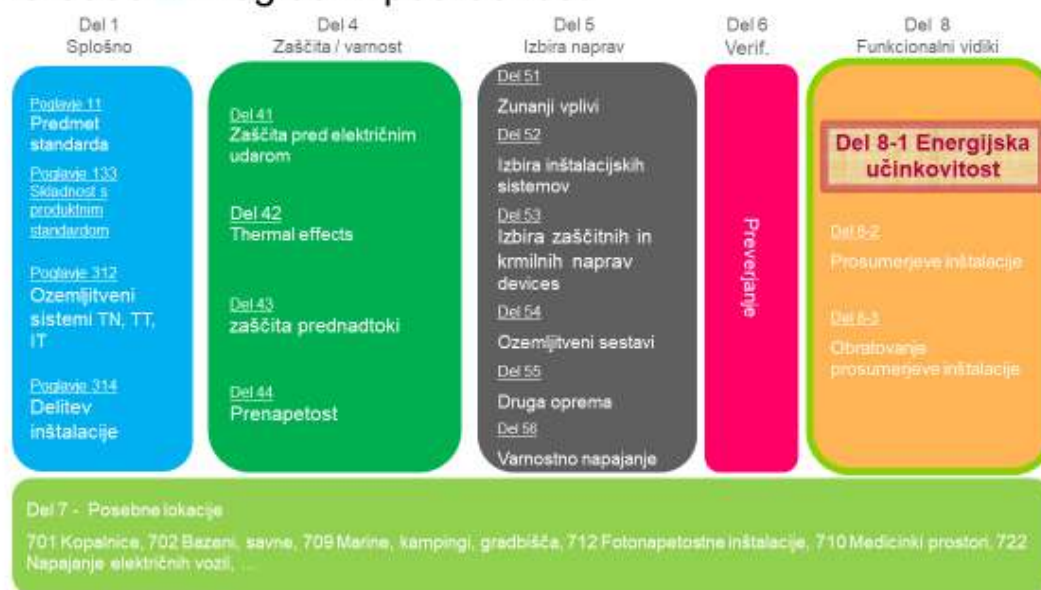 Del 1
Splošno
Del 4
Zaščita / varnost
Del 5
Izbira naprav
Del 6
Verif.
Del 8
Funkcionalni vidiki
Poglavje 11
Predmet
standarda
Poglavje 133
Skladnost s
produktnim
standardom
Poglavje 312
Ozemljitveni
sistemi TN, TT,
IT
Poglavje 314
Delitev
inštalacije
Del 41
Zaščita pred električnim
udarom
Del 42
Thermal effects
Del 43
zaščita prednadtoki
Del 44
Prenapetost
Del 51
Zunanji vplivi
Del 52
Izbira inštalacijskih
sistemov
Del 53
Izbira zaščitnih in
krmilnih naprav
devices
Del 54
Ozemljitveni sestavi
Del 55
Druga oprema
Del 56
Varnostno napajanje
Preverjanje
Del 8-1 Energijska
učinkovitost
Del 8-2
Prosumerjeve inštalacije
Del 8-3
Obratovanje
prosumerjeve inštalacije
Del 7 - Posebne lokacije
701 Kopalnice, 702 Bazeni, savne, 709 Marine, kampingi, gradbišča, 712 Fotonapetostne inštalacije, 710 Medicinki prostori, 722
Napajanje električnih vozil, ...